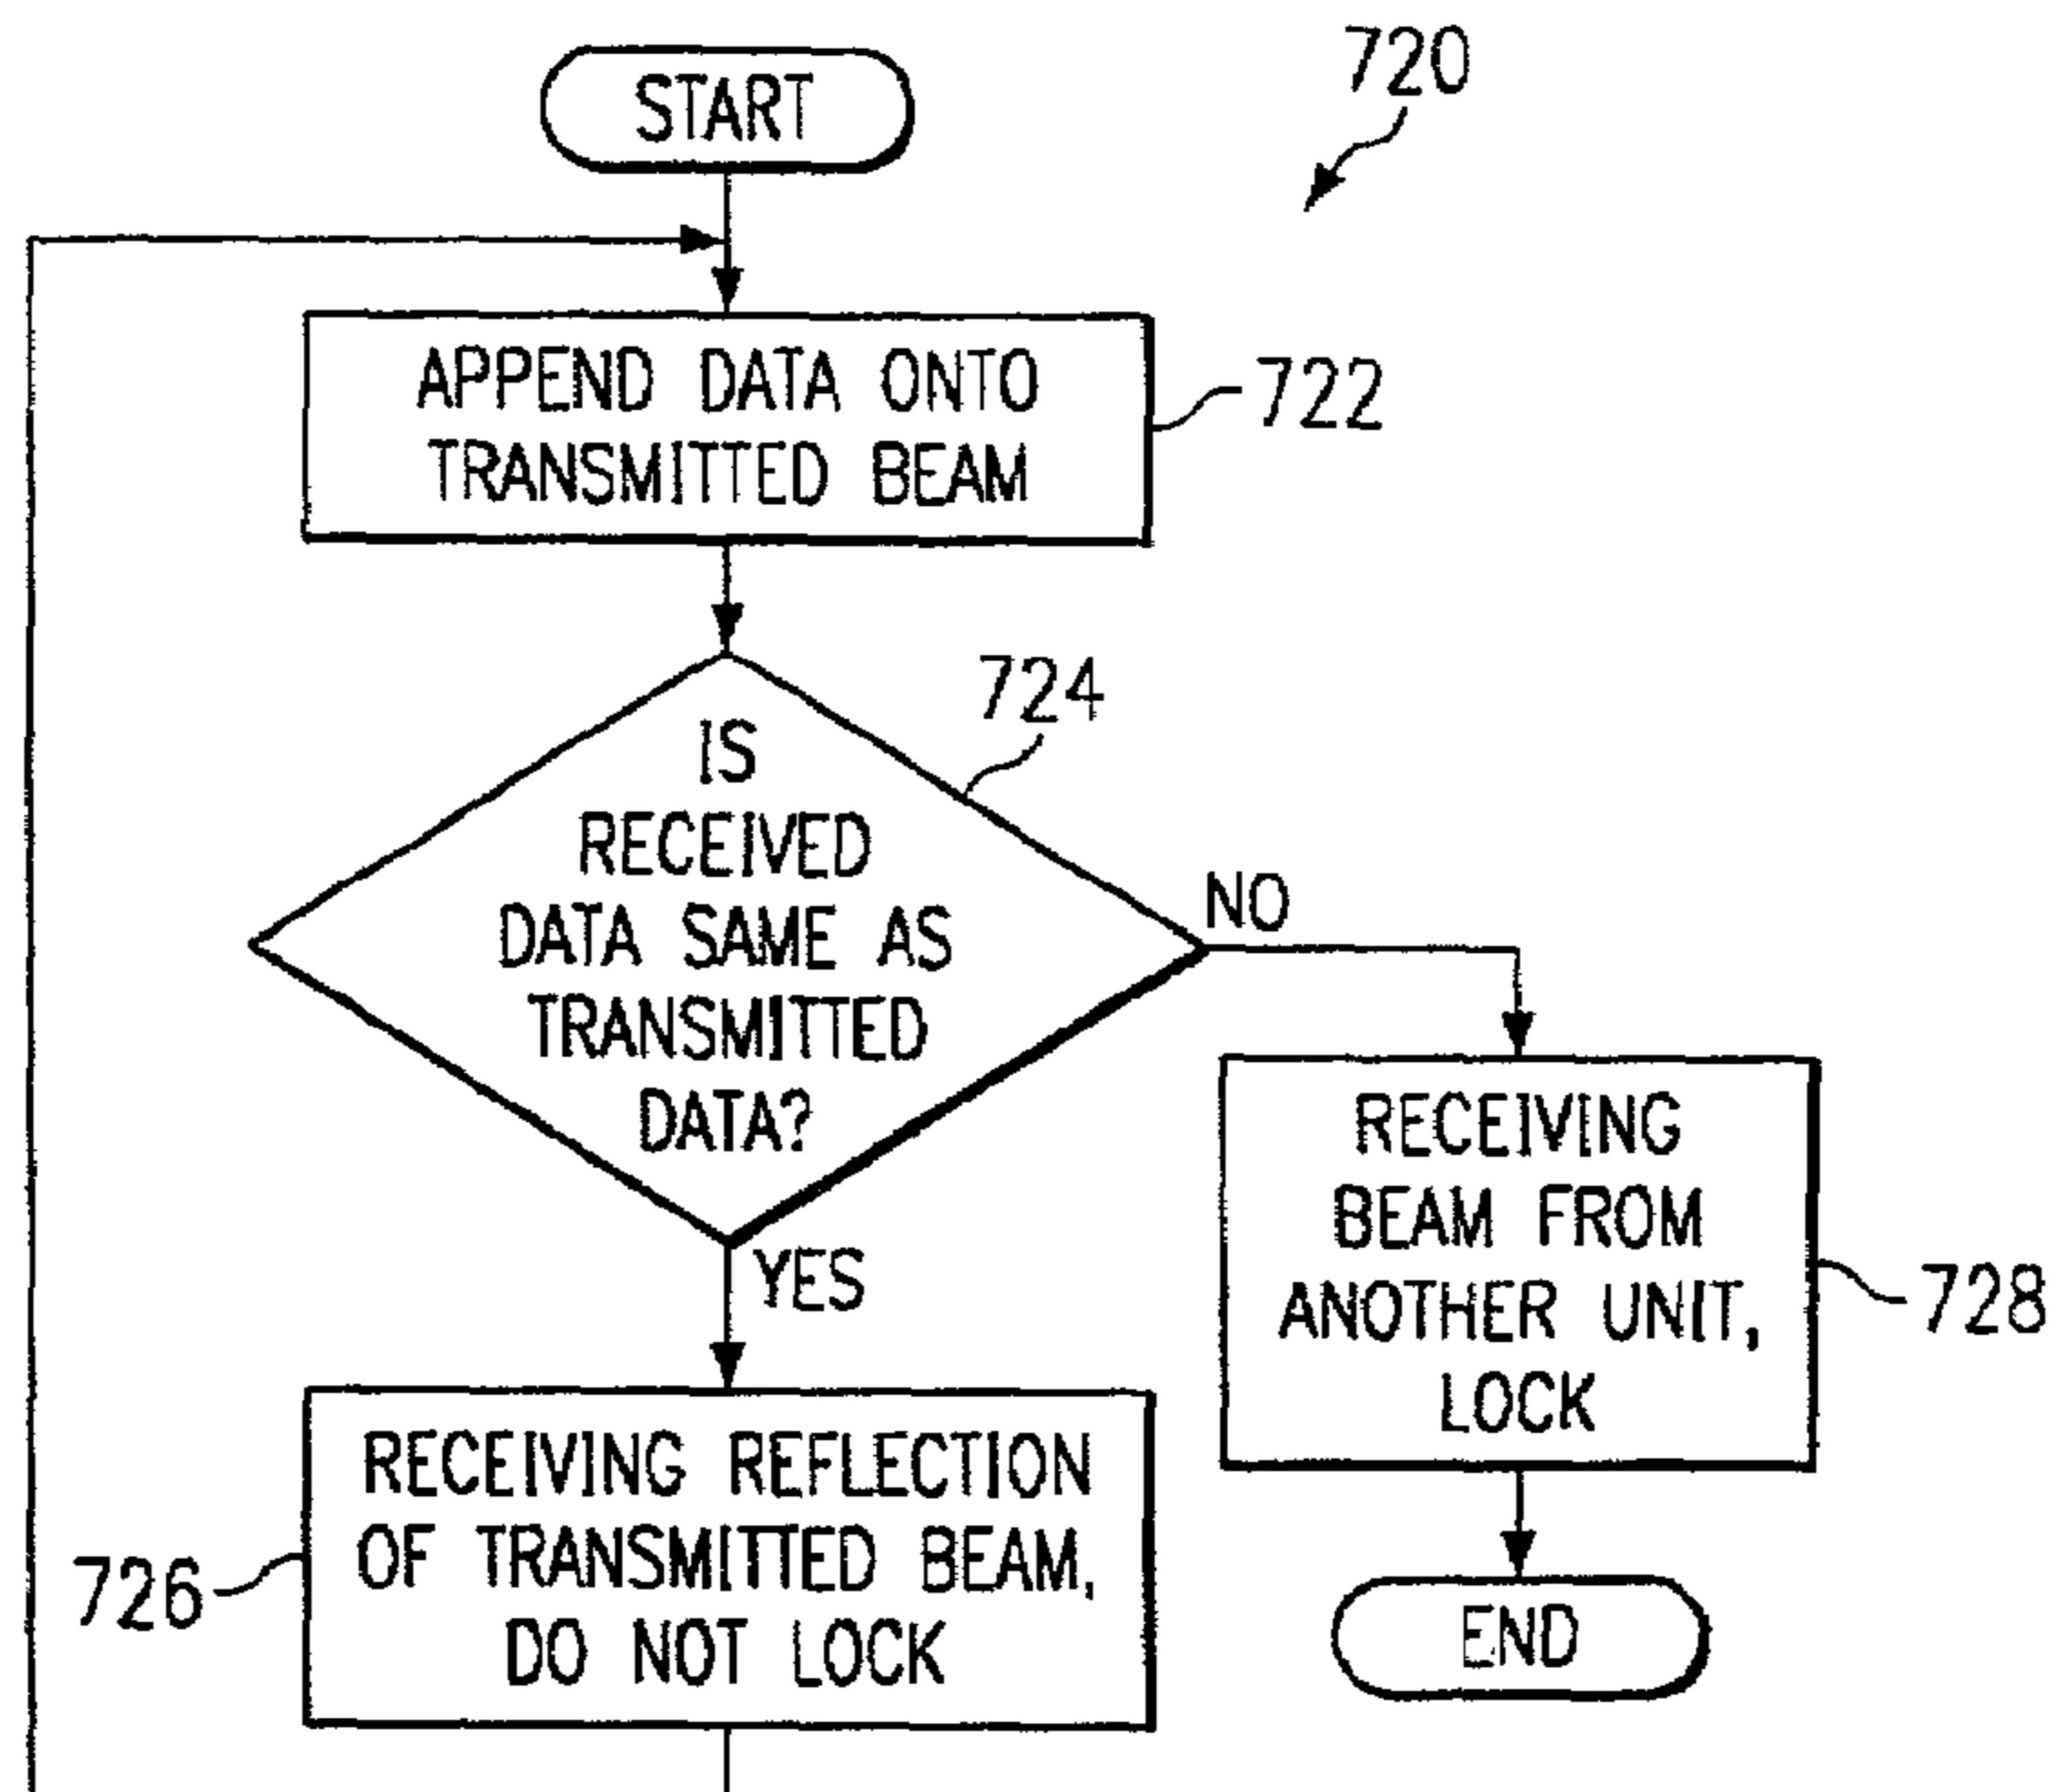 START
720
APPEND DATA ONTO
TRANSMITTED BEAM
722
724
IS
RECEIVED
DATA SAME AS
TRANSMITTED
DATA?
NO
YES
RECEIVING
BEAM FROM
ANOTHER UNIT,
LOCK
728
RECEIVING REFLECTION
OF TRANSMITTED BEAM,
DO NOT LOCK
726
END